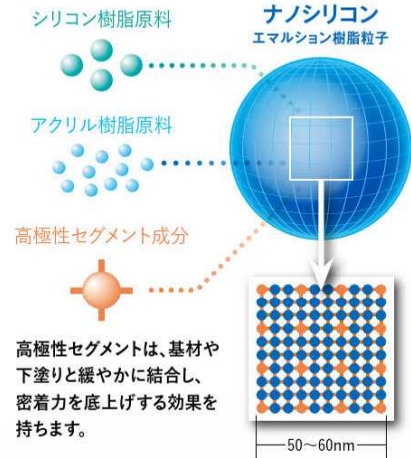 シリコン樹脂原料
ナノシリコン
エマルション樹脂粒子
アクリル樹脂原料
高極性セグメント成分
高極性セグメントは、基材や
下塗りと緩やかに結合し、
密着力を底上げする効果を
持ちます。
50〜60nm